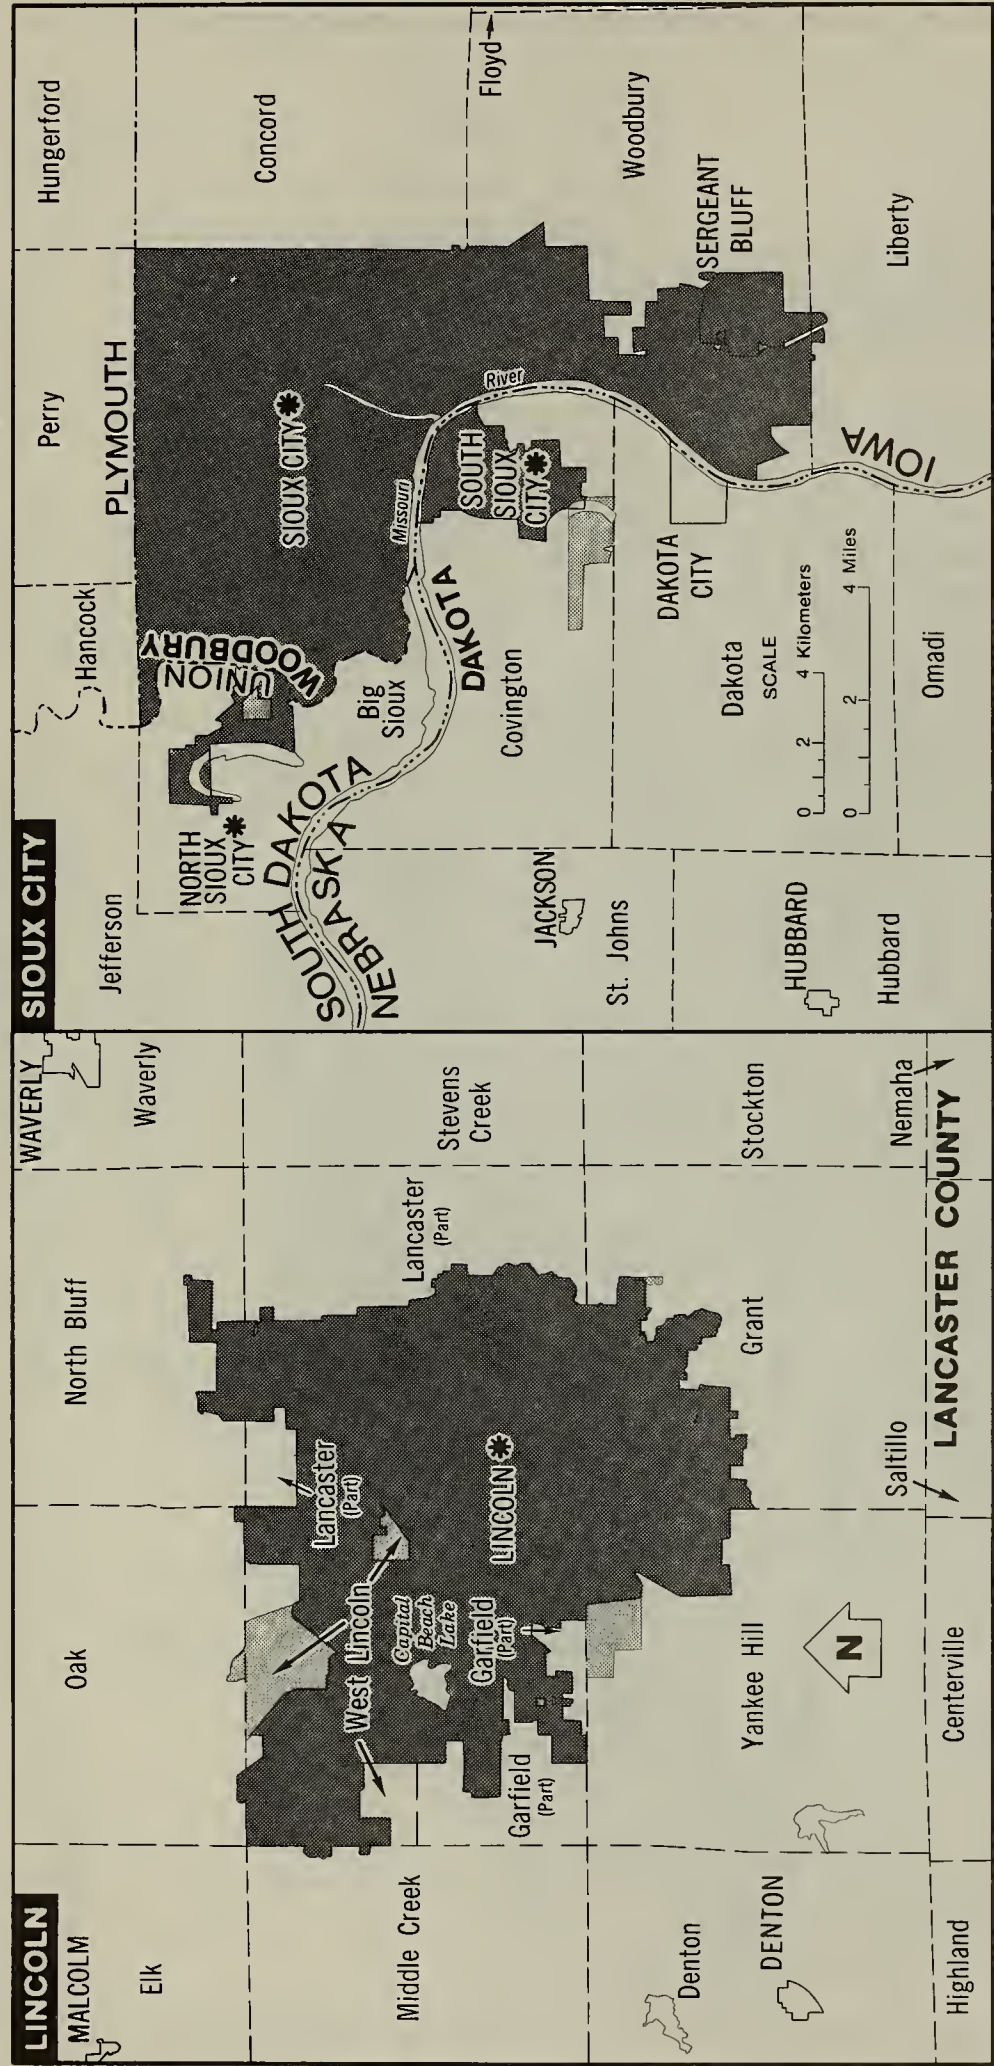 LINCOLN
MALCOLM
Elk
Oak
North Bluff
WAVERLY
Waverly
Middle Creek
West Lincoln
Lancaster
(Part)
Capital
Beach
Lake
Garfield
(Part)
LINCOLN
Lancaster
(Part)
Stevens
Creek
Garfield
(Part)
Denton
DENTON
Yankee Hill
Grant
Stockton
N
Highland
Centerville
Saltillo
Nemaha
LANCASTER COUNTY
SIOUX CITY
Jefferson
Hancock
Perry
Hungerford
PLYMOUTH
UNION
WOODBURY
NORTH
SIOUX
CITY
SIOUX CITY
Concord
SOUTH DAKOTA
NEBRASKA
Big
Sioux
Missouri
River
DAKOTA
SOUTH
SIOUX
CITY
Floyd
Covington
JACKSON
St. Johns
Woodbury
SERGEANT
BLUFF
DAKOTA
CITY
Dakota
SCALE
0 2 4 Kilometers
0 2 4 Miles
HUBBARD
Hubbard
Omadi
IOWA
Liberty